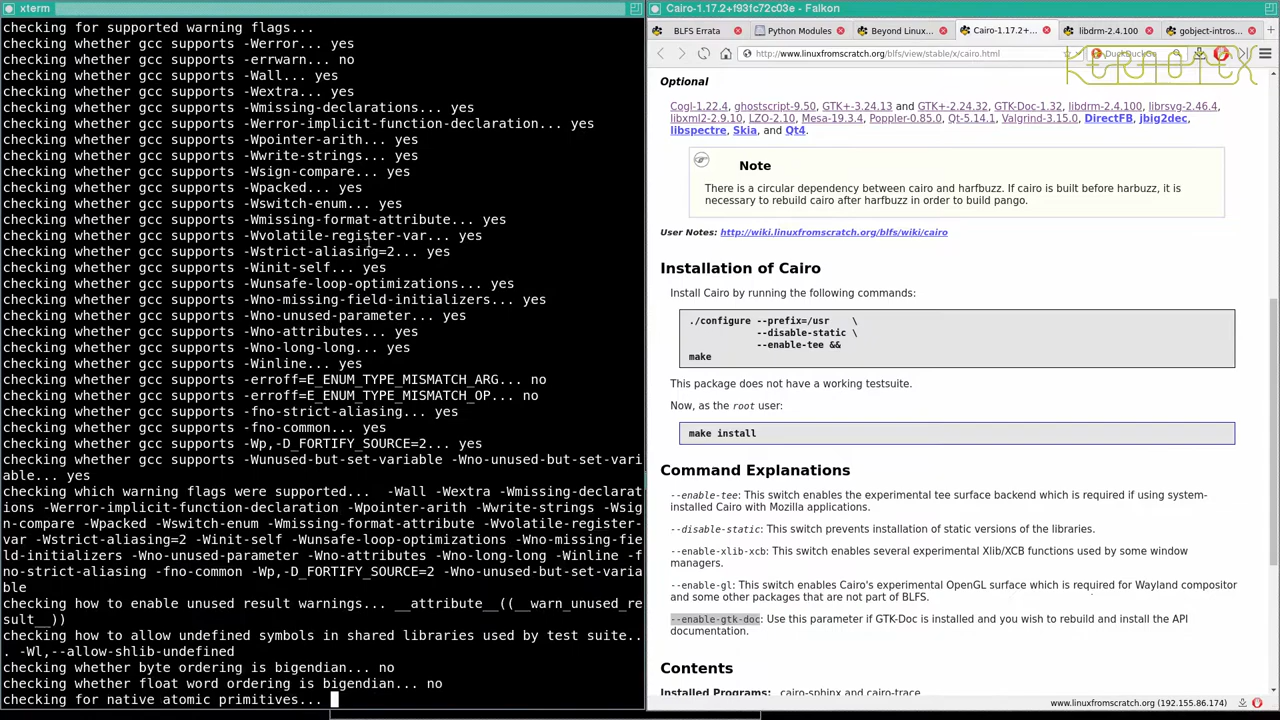 xterm
checking for supported warning flags...
checking whether gcc supports -Werror... yes
checking whether gcc supports -errwarn... no
checking whether gcc supports -Wall... yes
checking whether gcc supports -Wextra... yes
checking whether gcc supports -Wmissing-declarations... yes
checking whether gcc supports -Werror-implicit-function-declaration... yes
checking whether gcc supports -Wpointer-arith... yes
checking whether gcc supports -Wwrite-strings... yes
checking whether gcc supports -Wsign-compare... yes
checking whether gcc supports -Wpacked... yes
checking whether gcc supports -Wswitch-enum... yes
checking whether gcc supports -Wmissing-format-attribute... yes
checking whether gcc supports -Wvolatile-register-var... yes
checking whether gcc supports -Wstrict-aliasing=2... yes
checking whether gcc supports -Winit-self... yes
checking whether gcc supports -Wunsafe-loop-optimizations... yes
checking whether gcc supports -Wno-missing-field-initializers... yes
checking whether gcc supports -Wno-unused-parameter... yes
checking whether gcc supports -Wno-attributes... yes
checking whether gcc supports -Wno-long-long... yes
checking whether gcc supports -Winline... yes
checking whether gcc supports -erroff=E_ENUM_TYPE_MISMATCH_ARG... no
checking whether gcc supports -erroff=E_ENUM_TYPE_MISMATCH_OP... no
checking whether gcc supports -fno-strict-aliasing... yes
checking whether gcc supports -fno-common... yes
checking whether gcc supports -Wp,-D_FORTIFY_SOURCE=2... yes
checking whether gcc supports -Wunused-but-set-variable -Wno-unused-but-set-vari
able... yes
checking which warning flags were supported...  -Wall -Wextra -Wmissing-declarat
ions -Werror-implicit-function-declaration -Wpointer-arith -Wwrite-strings -Wsig
n-compare -Wpacked -Wswitch-enum -Wmissing-format-attribute -Wvolatile-register-
var -Wstrict-aliasing=2 -Winit-self -Wunsafe-loop-optimizations -Wno-missing-fie
ld-initializers -Wno-unused-parameter -Wno-attributes -Wno-long-long -Winline -f
no-strict-aliasing -fno-common -Wp,-D_FORTIFY_SOURCE=2 -Wno-unused-but-set-varia
ble
checking how to enable unused result warnings... __attribute__((__warn_unused_re
sult__))
checking how to allow undefined symbols in shared libraries used by test suite..
. -Wl,--allow-shlib-undefined
checking whether byte ordering is bigendian... no
checking whether float word ordering is bigendian... no
checking for native atomic primitives...
Cairo-1.17.2+f93fc72c03e - Falkon
BLFS Errata
Python Modules
Beyond Linux...
Cairo-1.17.2+...
libdrm-2.4.100
gobject-intros...
http://www.linuxfromscratch.org/blfs/view/stable/x/cairo.html
DuckDuckGo
KERNOTEX
Optional
Cogl-1.22.4, ghostscript-9.50, GTK+-3.24.13 and GTK+-2.24.32, GTK-Doc-1.32, libdrm-2.4.100, librsvg-2.46.4,
libxml2-2.9.10, LZO-2.10, Mesa-19.3.4, Poppler-0.85.0, Qt-5.14.1, Valgrind-3.15.0, DirectFB, jbig2dec,
libspectre, Skia, and Qt4.
Note
There is a circular dependency between cairo and harfbuzz. If cairo is built before harbuzz, it is
necessary to rebuild cairo after harfbuzz in order to build pango.
User Notes: http://wiki.linuxfromscratch.org/blfs/wiki/cairo
Installation of Cairo
Install Cairo by running the following commands:
./configure --prefix=/usr    \
--disable-static \
--enable-tee &&
make
This package does not have a working testsuite.
Now, as the root user:
make install
Command Explanations
--enable-tee: This switch enables the experimental tee surface backend which is required if using system-
installed Cairo with Mozilla applications.
--disable-static: This switch prevents installation of static versions of the libraries.
--enable-xlib-xcb: This switch enables several experimental Xlib/XCB functions used by some window
managers.
--enable-gl: This switch enables Cairo's experimental OpenGL surface which is required for Wayland compositor
and some other packages that are not part of BLFS.
--enable-gtk-doc: Use this parameter if GTK-Doc is installed and you wish to rebuild and install the API
documentation.
Contents
Installed Programs: cairo-sphinx and cairo-trace
www.linuxfromscratch.org (192.155.86.174)